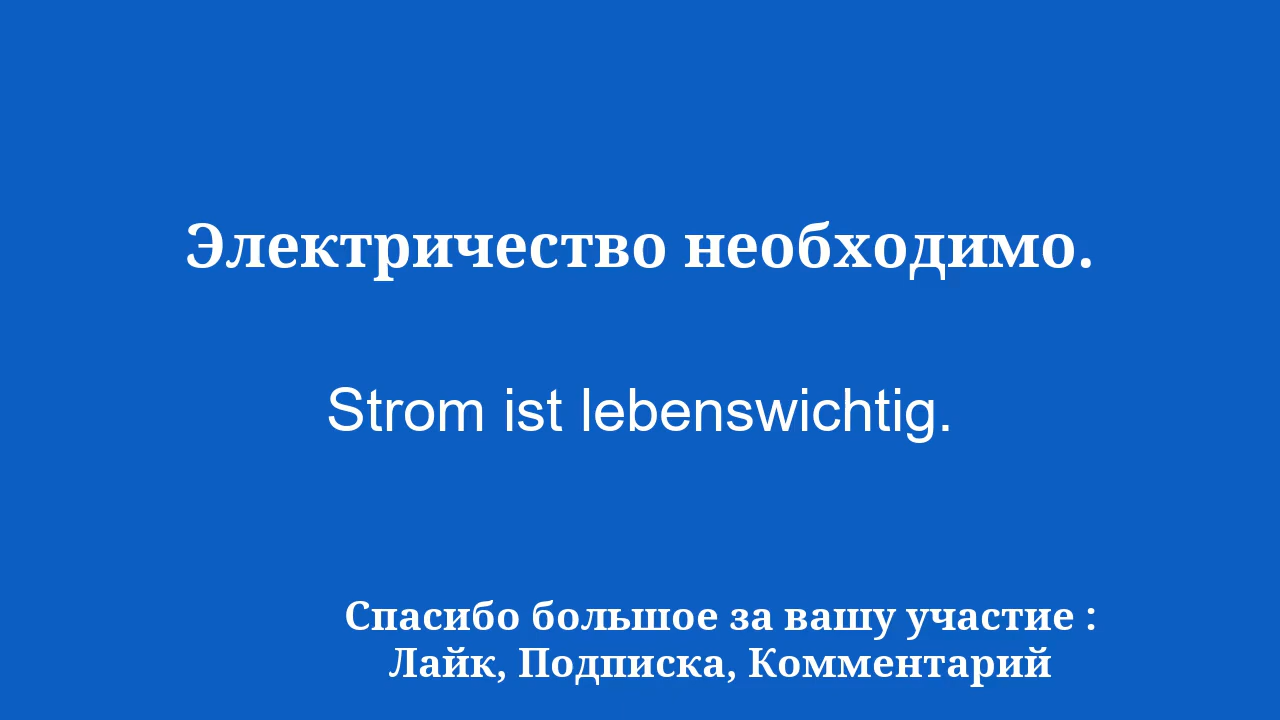 Электричество необходимо.
Strom ist lebenswichtig.
Спасибо большое за вашу участие :
Лайк, Подписка, Комментарий